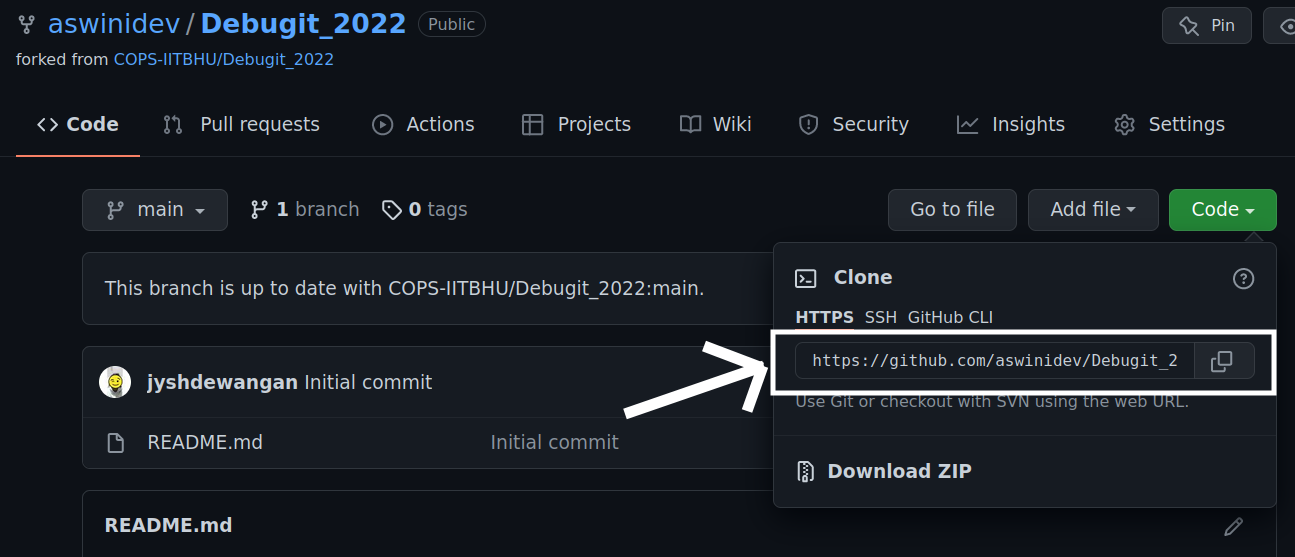 aswinidev / Debugit_2022 Public Pin
forked from COPS-IITBHU/Debugit_2022
Code Pull requests Actions Projects Wiki Security Insights Settings
main 1 branch 0 tags Go to file Add file Code
This branch is up to date with COPS-IITBHU/Debugit_2022:main.
Clone
HTTPS SSH GitHub CLI
https://github.com/aswinidev/Debugit_2
Use Git or checkout with SVN using the web URL.
jyshdewangan Initial commit
README.md Initial commit
Download ZIP
README.md